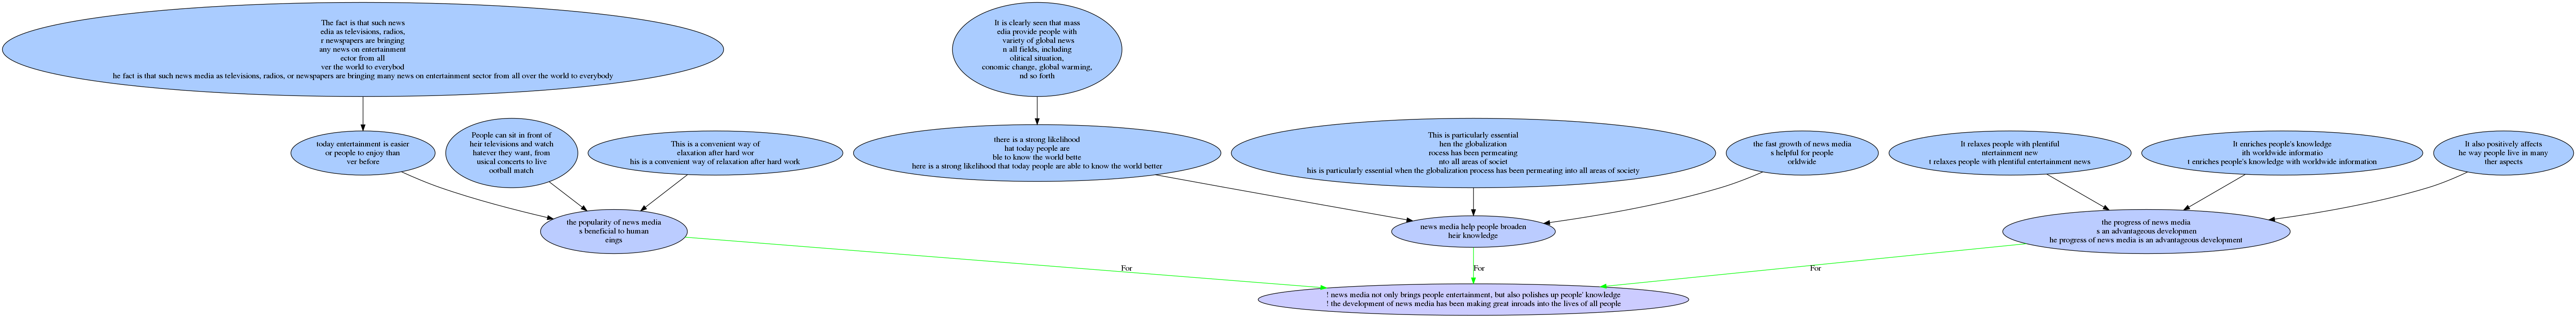 The fact is that such news
edia as televisions, radios,
r newspapers are bringing
any news on entertainment
ector from all
ver the world to everybod
he fact is that such news media as televisions, radios, or newspapers are bringing many news on entertainment sector from all over the world to everybody
It is clearly seen that mass
edia provide people with
variety of global news
n all fields, including
olitical situation,
conomic change, global warming,
nd so forth
today entertainment is easier
or people to enjoy than
ver before
People can sit in front of
heir televisions and watch
hatever they want, from
usical concerts to live
ootball match
This is a convenient way of
elaxation after hard wor
his is a convenient way of relaxation after hard work
there is a strong likelihood
hat today people are
ble to know the world bette
here is a strong likelihood that today people are able to know the world better
This is particularly essential
hen the globalization
rocess has been permeating
nto all areas of societ
his is particularly essential when the globalization process has been permeating into all areas of society
the fast growth of news media
s helpful for people
orldwide
It relaxes people with plentiful
ntertainment new
t relaxes people with plentiful entertainment news
It enriches people's knowledge
ith worldwide informatio
t enriches people's knowledge with worldwide information
It also positively affects
he way people live in many
ther aspects
the popularity of news media
s beneficial to human
eings
news media help people broaden
heir knowledge
the progress of news media
s an advantageous developmen
he progress of news media is an advantageous development
For
For
For
! news media not only brings people entertainment, but also polishes up people' knowledge
! the development of news media has been making great inroads into the lives of all people